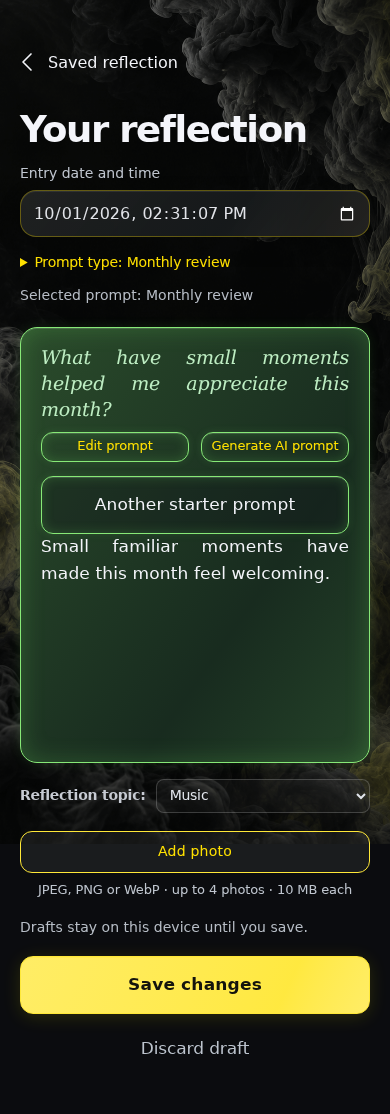 Saved reflection
Your reflection
Entry date and time
10/01/2026, 02:31:07 PM
Prompt type: Monthly review
Selected prompt: Monthly review
What have small moments
helped me appreciate this
month?
Edit prompt
Generate AI prompt
Another starter prompt
Small familiar moments have
made this month feel welcoming.
Reflection topic: Music
Add photo
JPEG, PNG or WebP · up to 4 photos · 10 MB each
Drafts stay on this device until you save.
Save changes
Discard draft